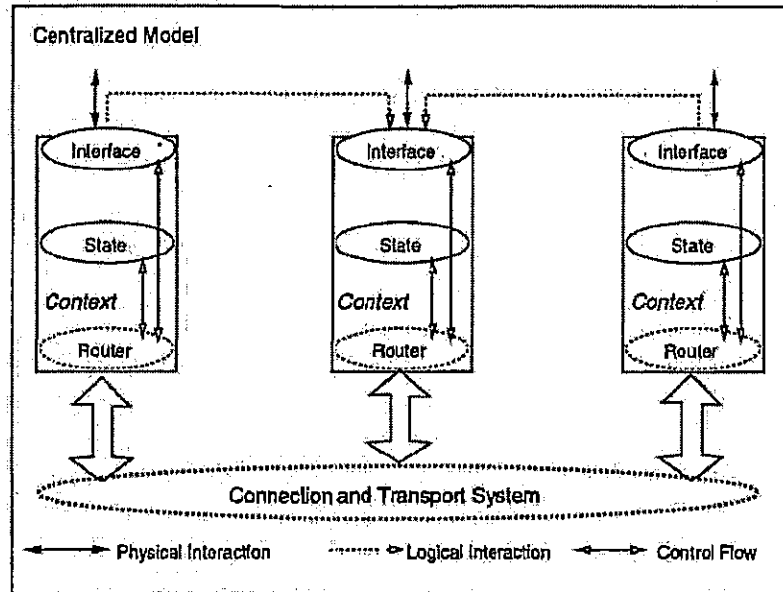 Centralized Model
Interface Interface Interface
State State State
Context Context Context
Router Router Router
Connection and Transport System
Physical Interaction Logical Interaction Control Flow